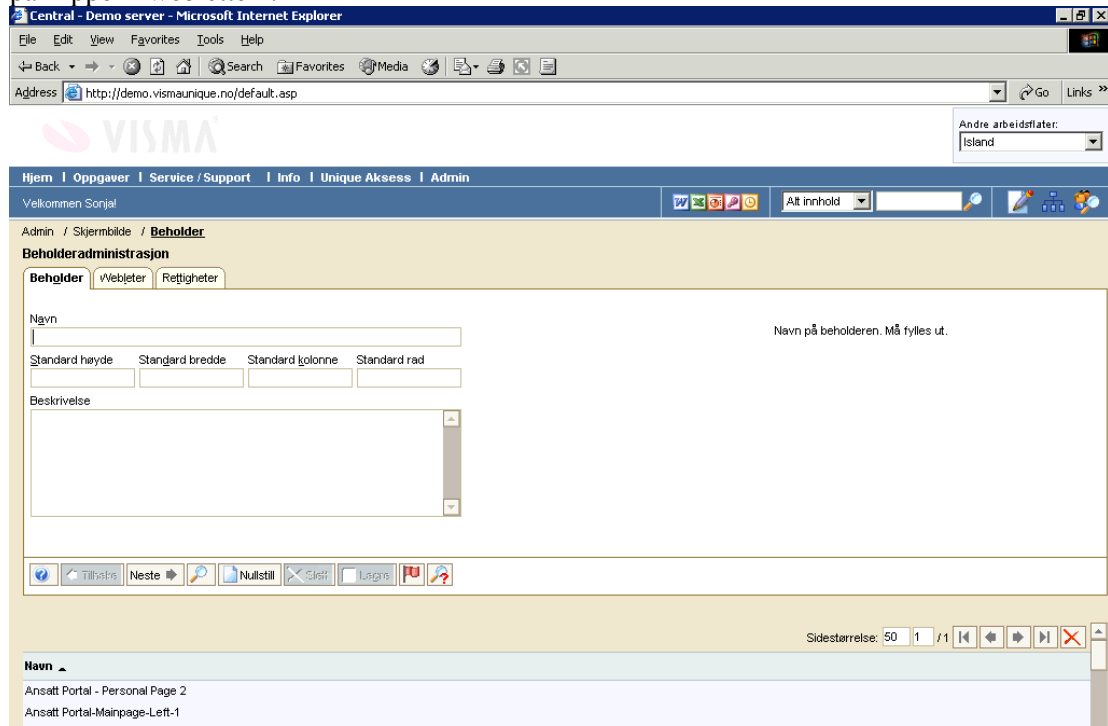 Central - Demo server - Microsoft Internet Explorer
File Edit View Favorites Tools Help
Back Search Favorites Media
Address http://demo.vismaunique.no/default.asp Go Links »
VISMA
Andre arbeidsflater:
Island
Hjem | Oppgaver | Service / Support | Info | Unique Aksess | Admin
Velkommen Sonja! Alt innhold
Admin / Skjermbilde / Beholder
Beholderadministrasjon
Beholder Webleter Rettigheter
Navn
Navn på beholderen. Må fylles ut.
Standard høyde Standard bredde Standard kolonne Standard rad
Beskrivelse
Tilbake Neste Nullstill Slett Lagre
Sidestørrelse: 50 1 / 1
Navn
Ansatt Portal - Personal Page 2
Ansatt Portal-Mainpage-Left-1